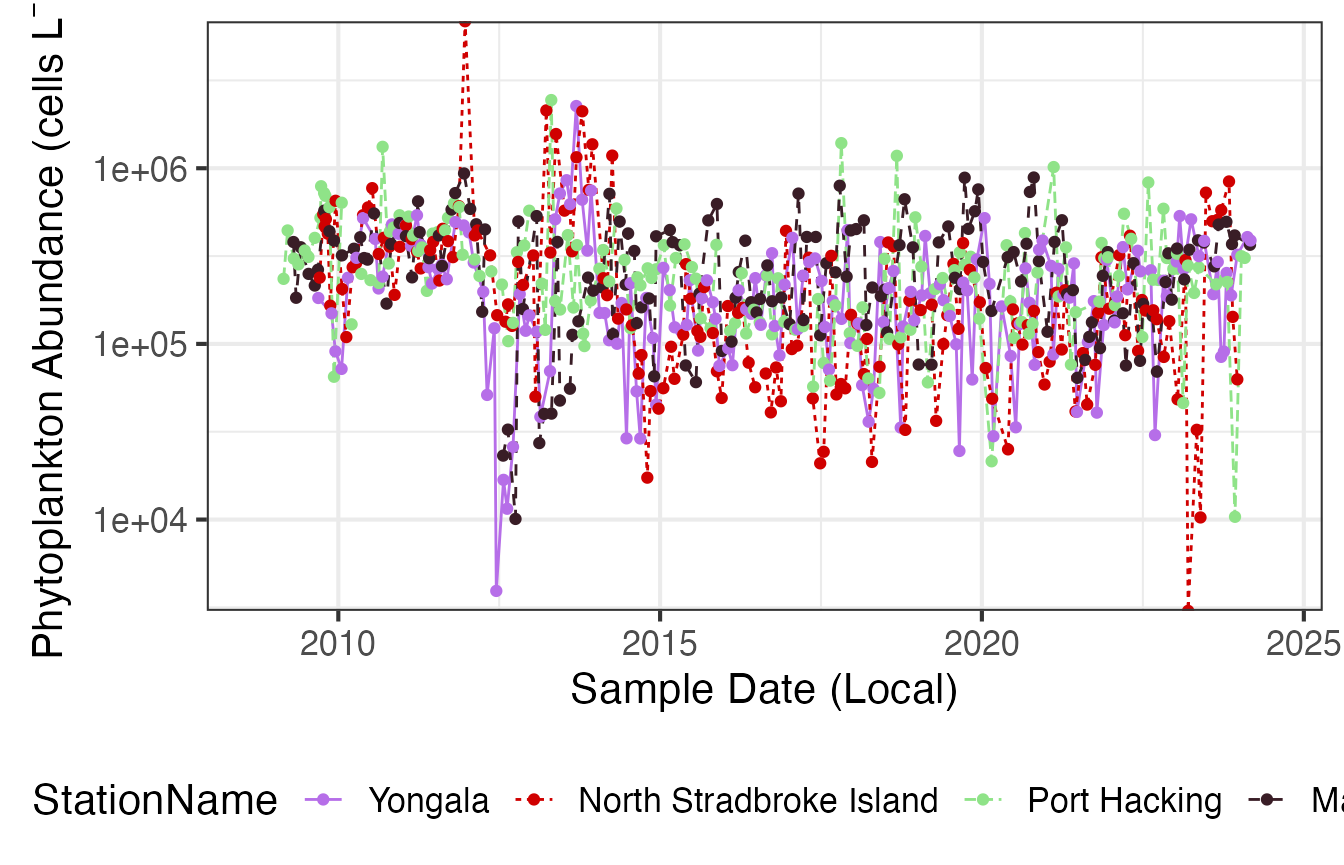 Phytoplankton Abundance (cells L⁻
1e+06
1e+05
1e+04
2010 2015 2020 2025
Sample Date (Local)
StationName Yongala North Stradbroke Island Port Hacking